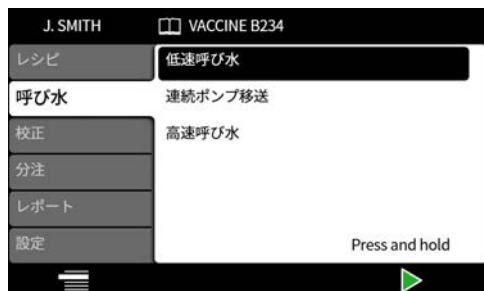 J. SMITH
VACCINE B234
レシピ
呼び水
校正
分注
レポート
設定
低速呼び水
連続ポンプ移送
高速呼び水
Press and hold